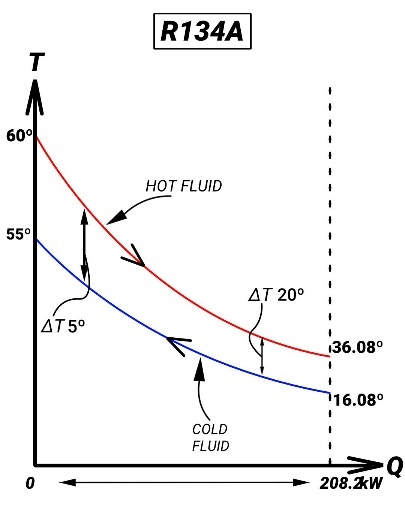 R134A
T
60°
HOT FLUID
55°
ΔT 5°
ΔT 20°
36.08°
16.08°
COLD
FLUID
Q
0
208.2kW